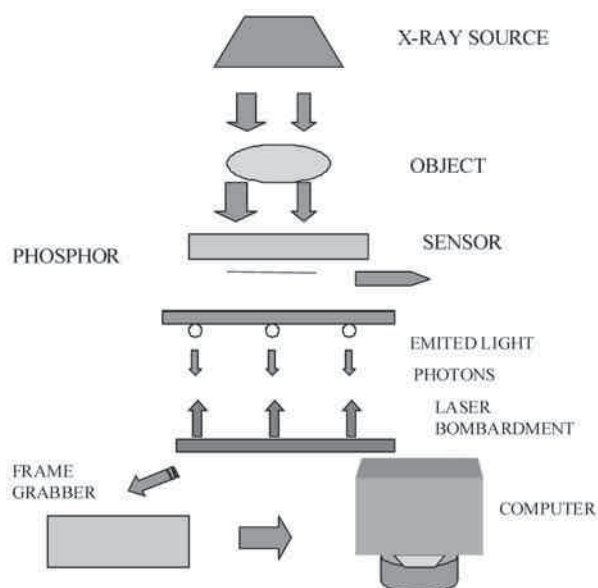 X-RAY SOURCE
OBJECT
SENSOR
PHOSPHOR
EMITED LIGHT
PHOTONS
LASER
BOMBARDMENT
FRAME
GRABBER
COMPUTER